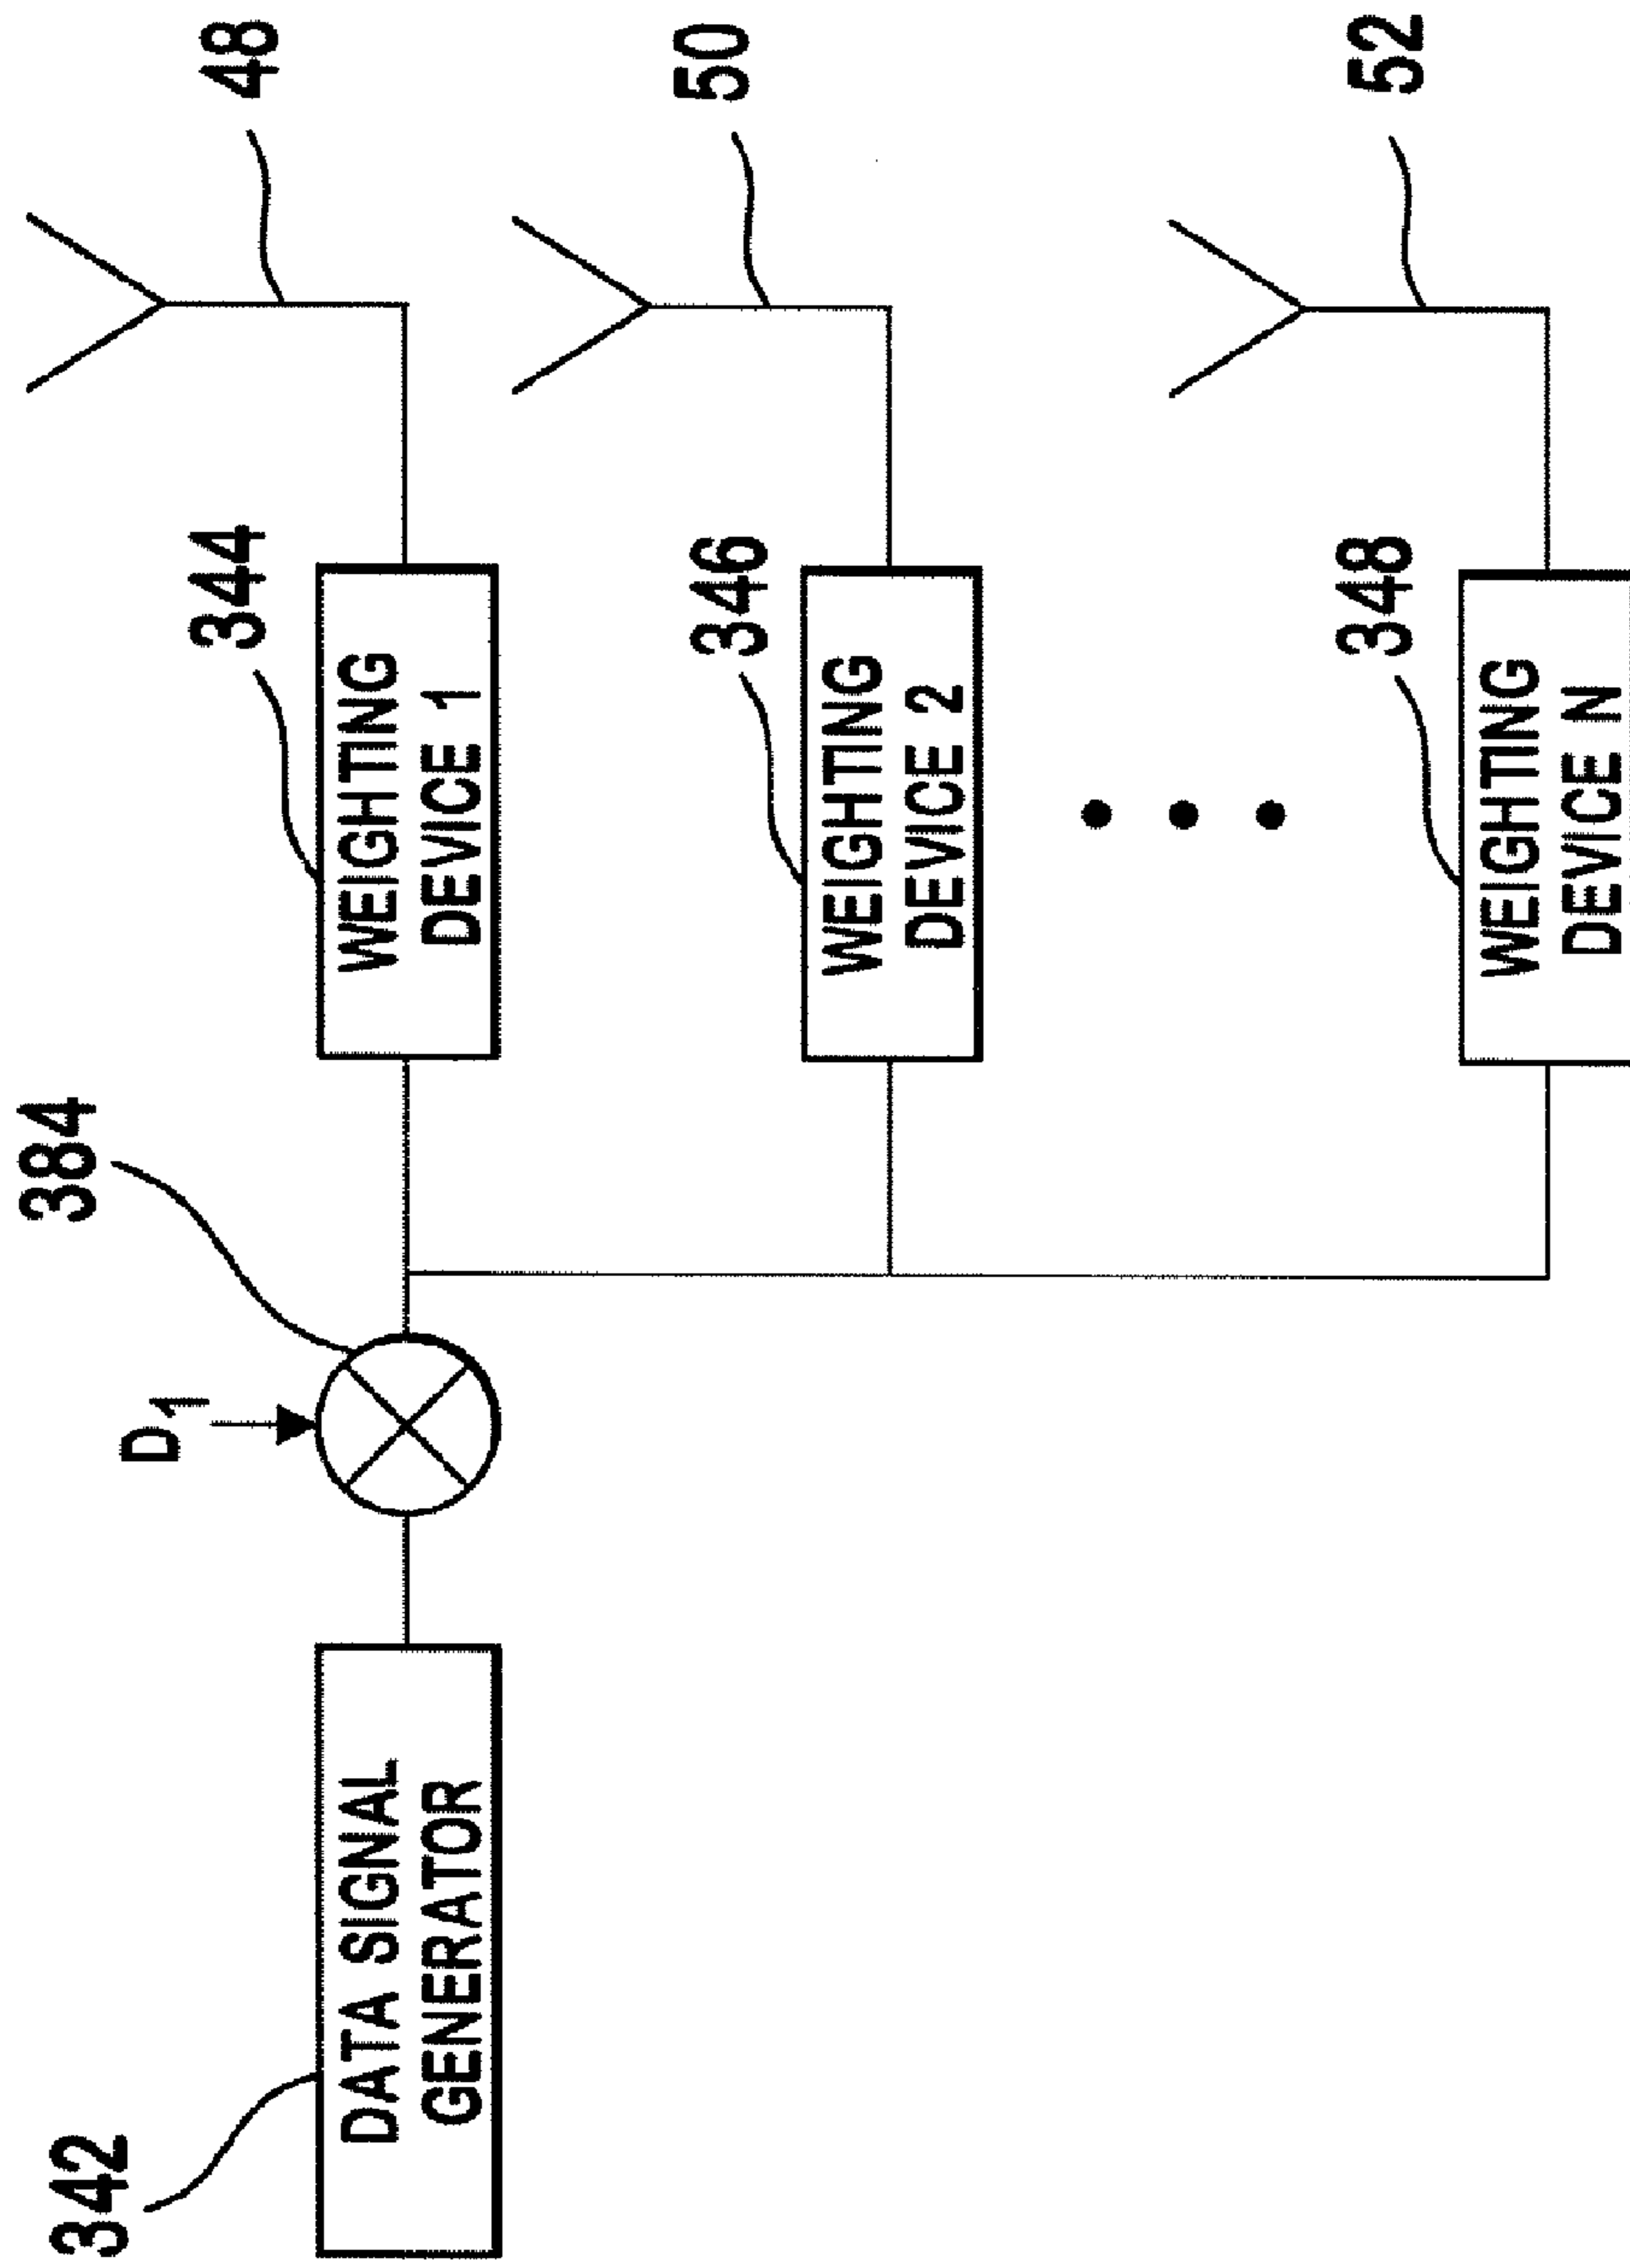 342
DATA SIGNAL
GENERATOR
D1
384
344
WEIGHTING
DEVICE 1
48
346
WEIGHTING
DEVICE 2
50
348
WEIGHTING
DEVICE N
52